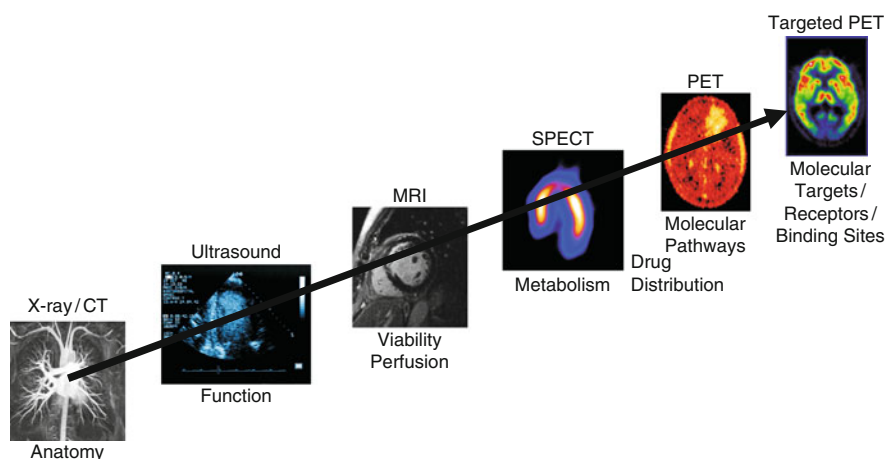 X-ray/CT
Anatomy
Ultrasound
Function
MRI
Viability
Perfusion
SPECT
Metabolism
Drug
Distribution
PET
Molecular
Pathways
Targeted PET
Molecular
Targets/
Receptors/
Binding Sites